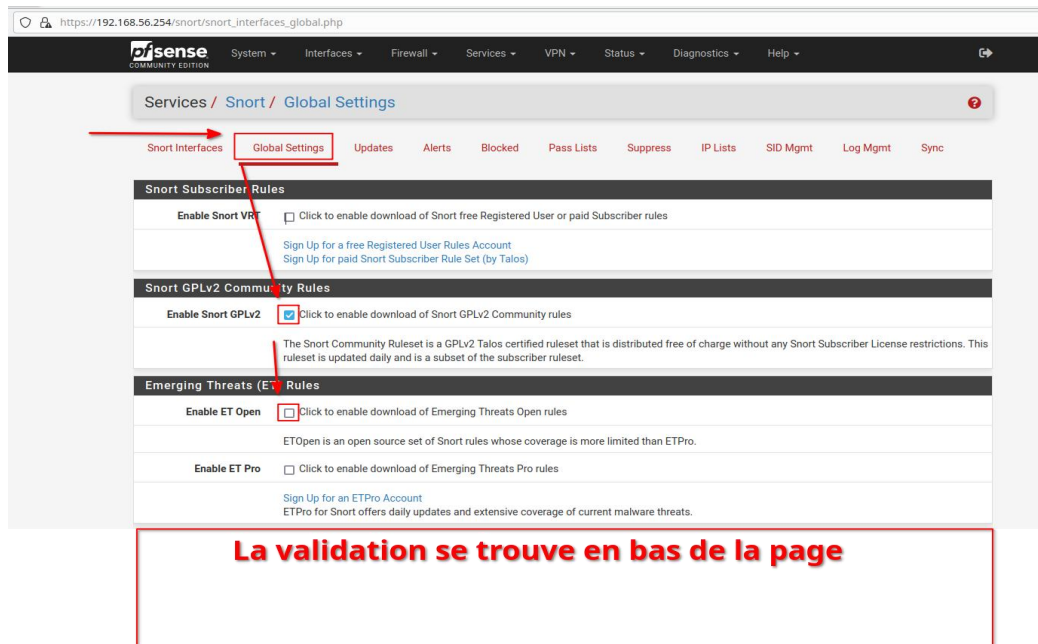 https://192.168.56.254/snort/snort_interfaces_global.php
pfsense System Interfaces Firewall Services VPN Status Diagnostics Help
COMMUNITY EDITION
Services / Snort / Global Settings
Snort Interfaces Global Settings Updates Alerts Blocked Pass Lists Suppress IP Lists SID Mgmt Log Mgmt Sync
Snort Subscriber Rules
Enable Snort VRT Click to enable download of Snort free Registered User or paid Subscriber rules
Sign Up for a free Registered User Rules Account
Sign Up for paid Snort Subscriber Rule Set (by Talos)
Snort GPLv2 Community Rules
Enable Snort GPLv2 Click to enable download of Snort GPLv2 Community rules
The Snort Community Ruleset is a GPLv2 Talos certified ruleset that is distributed free of charge without any Snort Subscriber License restrictions. This
ruleset is updated daily and is a subset of the subscriber ruleset.
Emerging Threats (ET) Rules
Enable ET Open Click to enable download of Emerging Threats Open rules
ETOpen is an open source set of Snort rules whose coverage is more limited than ETPro.
Enable ET Pro Click to enable download of Emerging Threats Pro rules
Sign Up for an ETPro Account
ETPro for Snort offers daily updates and extensive coverage of current malware threats.
La validation se trouve en bas de la page